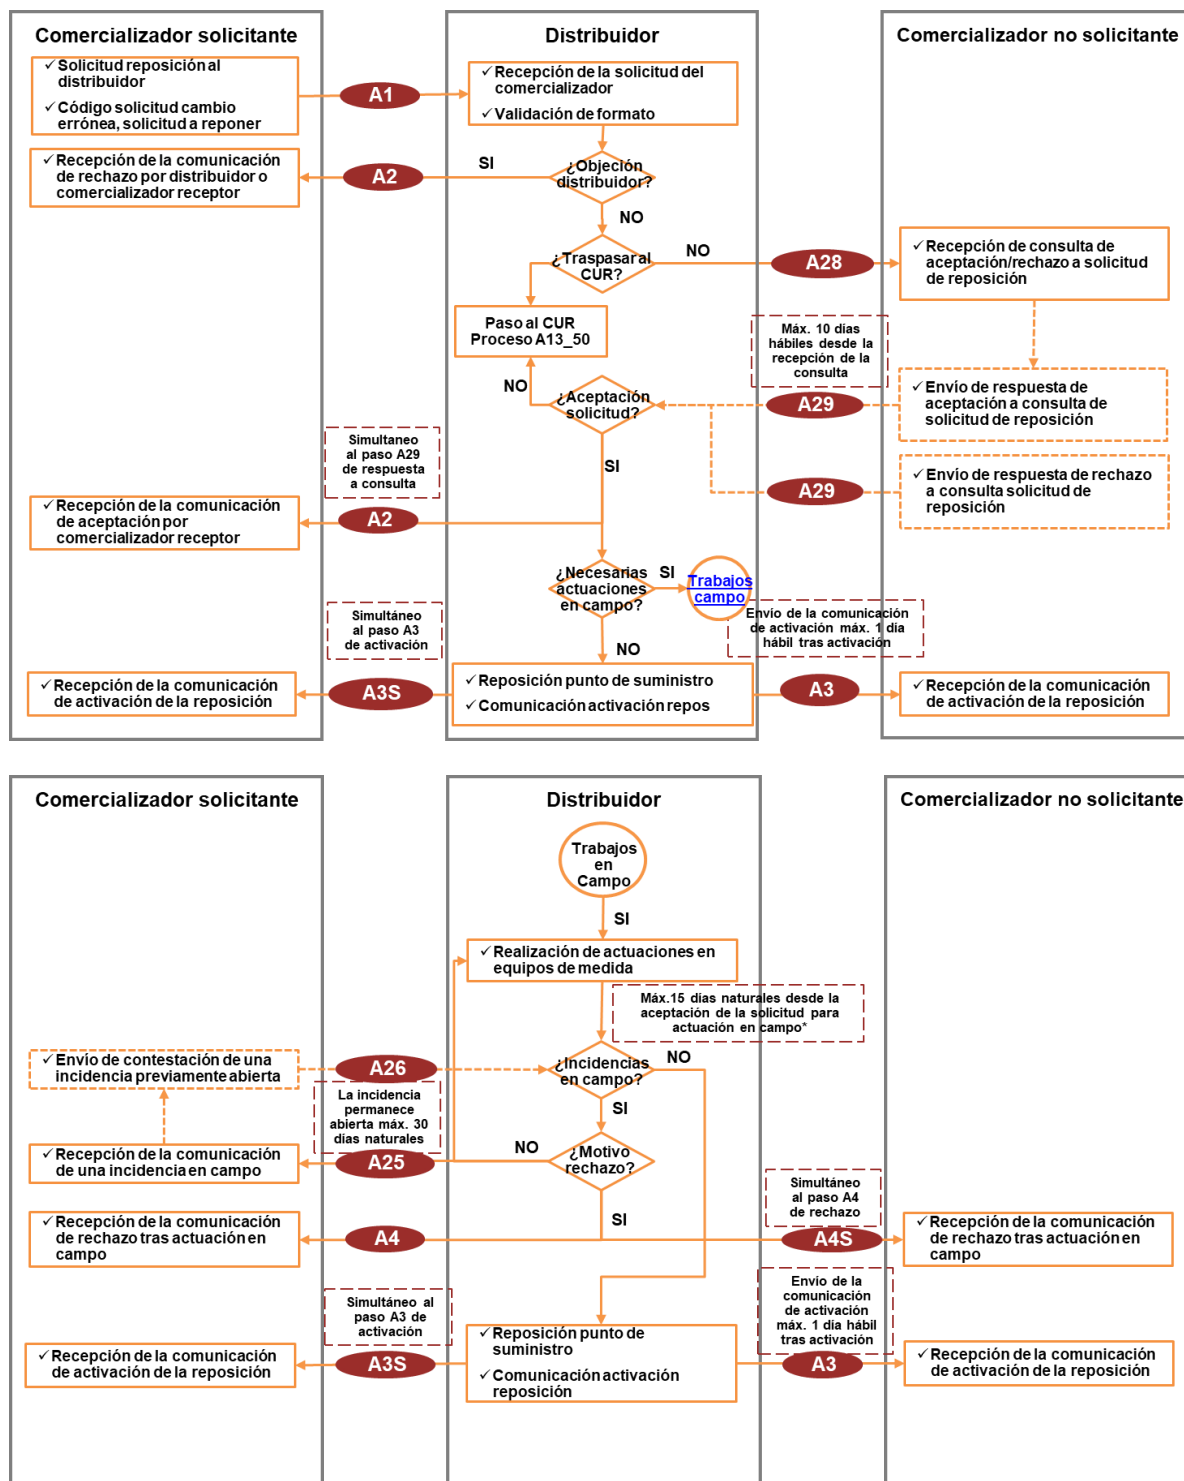 Comercializador solicitante
Distribuidor
Comercializador no solicitante
✓ Solicitud reposición al
distribuidor
✓ Código solicitud cambio
errónea, solicitud a reponer
A1
✓ Recepción de la solicitud del
comercializador
✓ Validación de formato
✓ Recepción de la comunicación
de rechazo por distribuidor o
comercializador receptor
A2
SI
¿Objeción
distribuidor?
NO
¿Traspasar al
CUR?
NO
A28
✓ Recepción de consulta de
aceptación/rechazo a solicitud
de reposición
Paso al CUR
Proceso A13_50
Máx. 10 días
hábiles desde la
recepción de la
consulta
NO
¿Aceptación
solicitud?
A29
✓ Envío de respuesta de
aceptación a consulta de
solicitud de reposición
Simultaneo
al paso A29
de respuesta
a consulta
SI
A29
✓ Envío de respuesta de rechazo
a consulta solicitud de
reposición
✓ Recepción de la comunicación
de aceptación por
comercializador receptor
A2
¿Necesarias
actuaciones
en campo?
SI
Trabajos
campo
Simultáneo
al paso A3
de activación
Envío de la comunicación
de activación máx. 1 día
hábil tras activación
NO
✓ Recepción de la comunicación
de activación de la reposición
A3S
✓ Reposición punto de suministro
✓ Comunicación activación repos
A3
✓ Recepción de la comunicación
de activación de la reposición
Comercializador solicitante
Distribuidor
Comercializador no solicitante
Trabajos
en
Campo
SI
✓ Realización de actuaciones en
equipos de medida
Máx.15 días naturales desde la
aceptación de la solicitud para
actuación en campo*
✓ Envío de contestación de una
incidencia previamente abierta
A26
¿Incidencias
en campo?
NO
La incidencia
permanece
abierta máx. 30
días naturales
SI
✓ Recepción de la comunicación
de una incidencia en campo
A25
NO
¿Motivo
rechazo?
Simultáneo
al paso A4
de rechazo
SI
✓ Recepción de la comunicación
de rechazo tras actuación en
campo
A4
A4S
✓ Recepción de la comunicación
de rechazo tras actuación en
campo
Simultáneo al
paso A3 de
activación
Envío de la
comunicación
de activación
máx. 1 día hábil
tras activación
✓ Recepción de la comunicación
de activación de la reposición
A3S
✓ Reposición punto de
suministro
✓ Comunicación activación
reposición
A3
✓ Recepción de la comunicación
de activación de la reposición